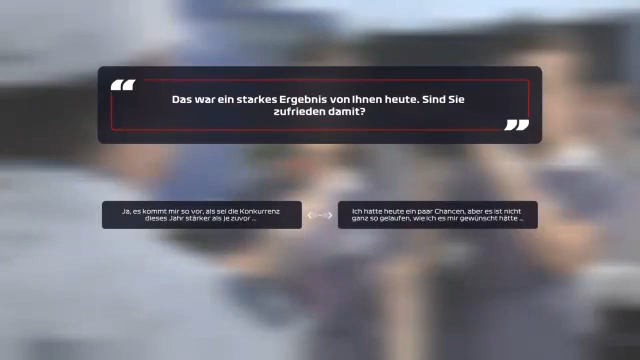 Das war ein starkes Ergebnis von Ihnen heute. Sind Sie
zufrieden damit?
Ja, es kommt mir so vor, als sei die Konkurrenz
dieses Jahr stärker als je zuvor ...
Ich hatte heute ein paar Chancen, aber es ist nicht
ganz so gelaufen, wie ich es mir gewünscht hätte ...